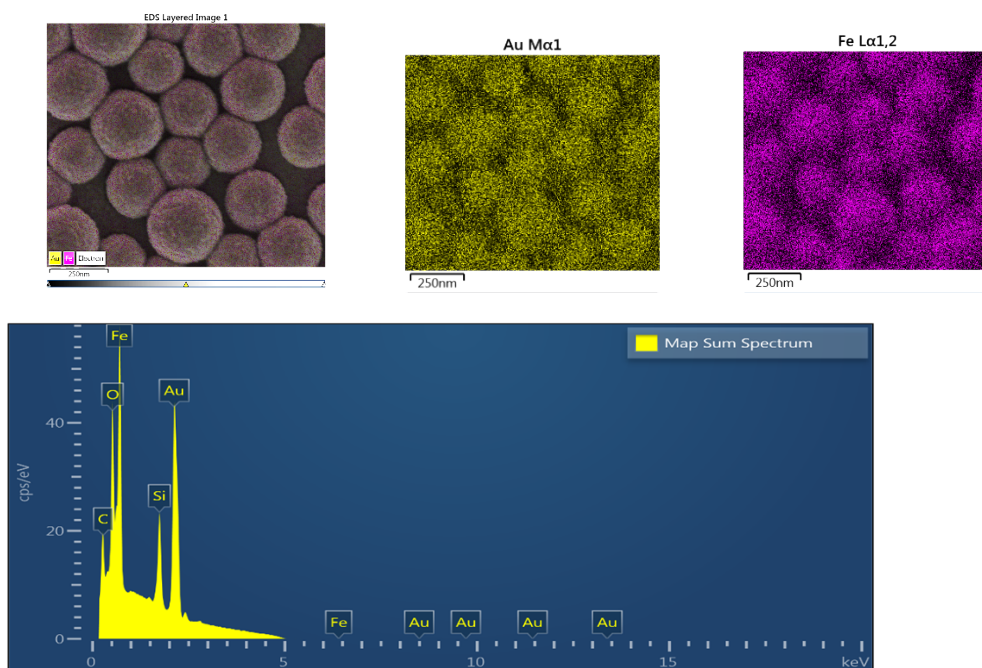 EDS Layered Image 1
Au Electron
250nm
Au Mα1
250nm
Fe Lα1,2
250nm
Map Sum Spectrum
cps/eV
40
20
0
C
O
Fe
Si
Au
Fe
Au
Au
Au
Au
0 5 10 15 keV